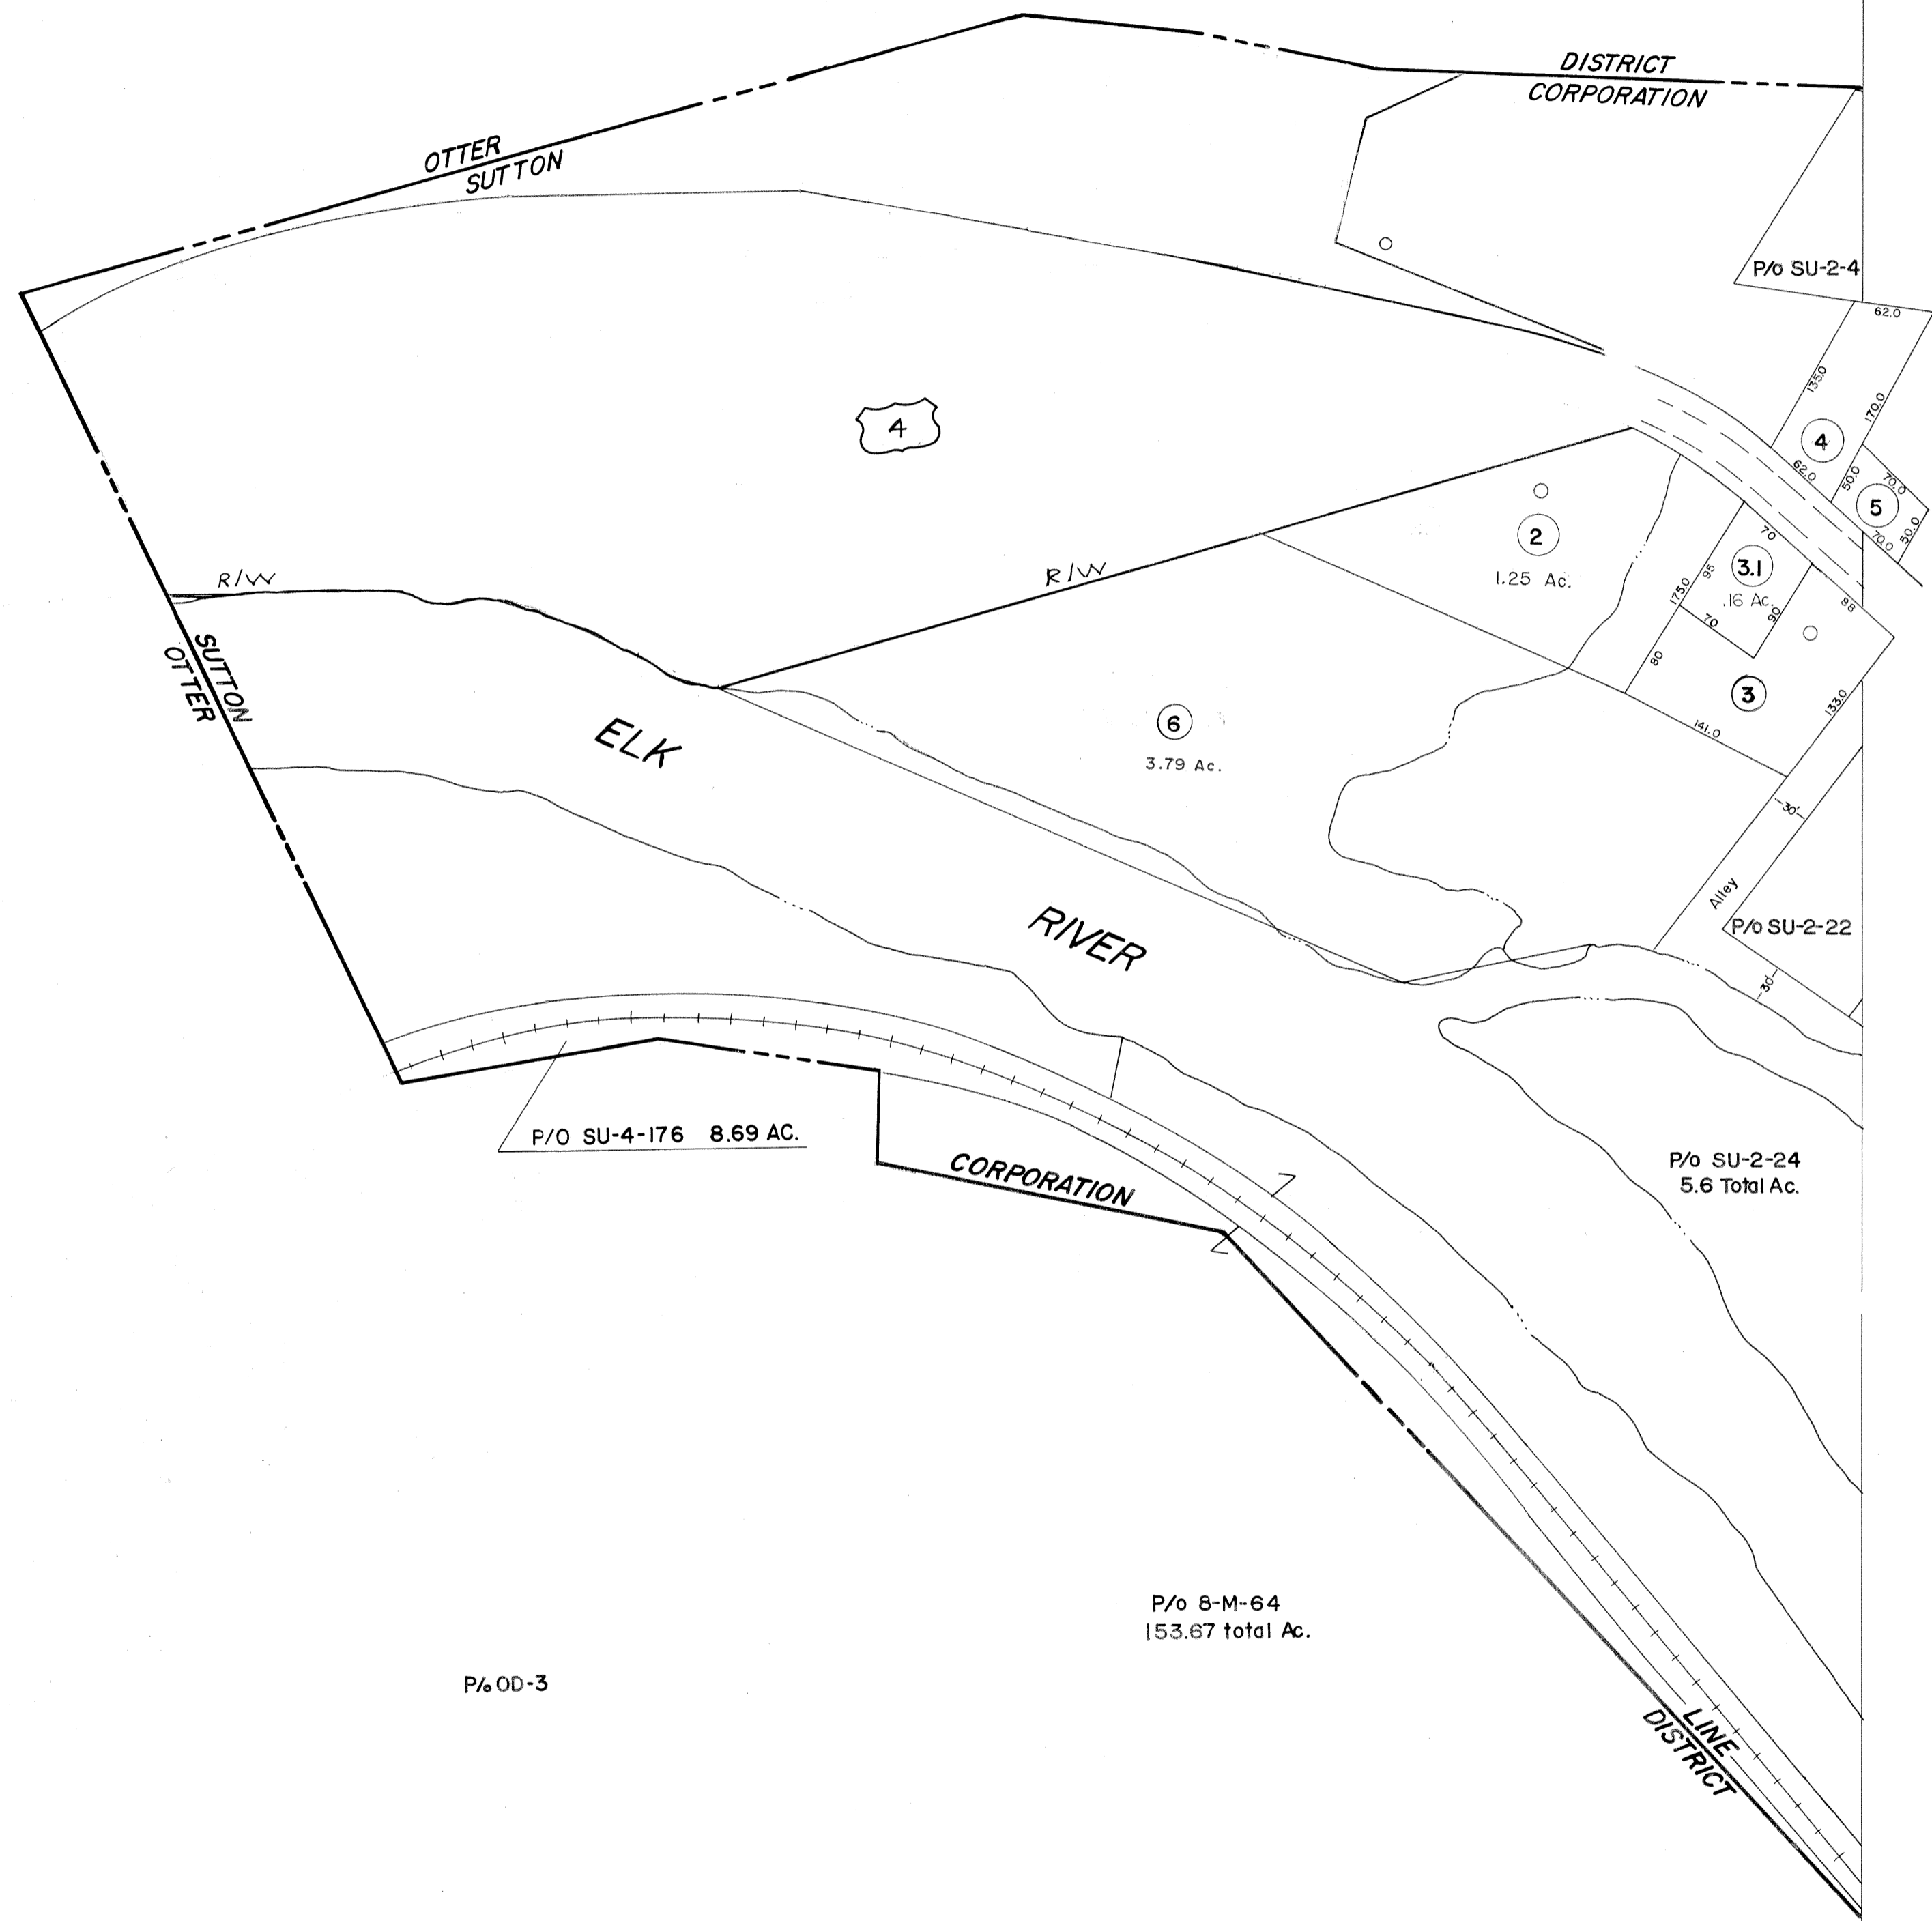 DISTRICT
CORPORATION
OTTER
SUTTON
P/o SU-2-4
62.0
135.0
170.0
4
4
62.0
50.0
70.0
5
70.0
50.0
2
1.25 Ac.
70
3.1
.16 Ac.
95
175.0
70
90
88
80
3
133.0
141.0
R/W
R/W
SUTTON
OTTER
ELK
6
3.79 Ac.
-30'-
Alley
P/o SU-2-22
-30'-
RIVER
P/O SU-4-176 8.69 AC.
CORPORATION
P/o SU-2-24
5.6 Total Ac.
P/o 8-M-64
153.67 total Ac.
P/o OD-3
LINE
DISTRICT